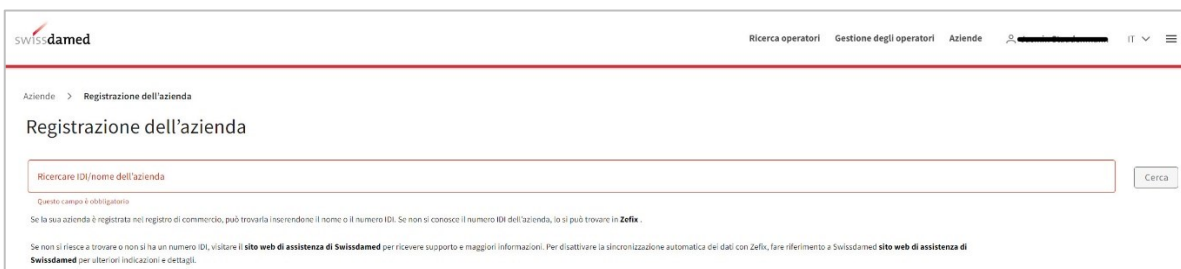 swissdamed
Ricerca operatori Gestione degli operatori Aziende IT
Aziende > Registrazione dell'azienda
Registrazione dell'azienda
Ricercare IDI/nome dell'azienda
Cerca
Questo campo è obbligatorio
Se la sua azienda è registrata nel registro di commercio, può trovarla inserendone il nome o il numero IDI. Se non si conosce il numero IDI dell'azienda, lo si può trovare in Zefix .
Se non si riesce a trovare o non si ha un numero IDI, visitare il sito web di assistenza di Swissdamed per ricevere supporto e maggiori informazioni. Per disattivare la sincronizzazione automatica dei dati con Zefix, fare riferimento a Swissdamed sito web di assistenza di
Swissdamed per ulteriori indicazioni e dettagli.